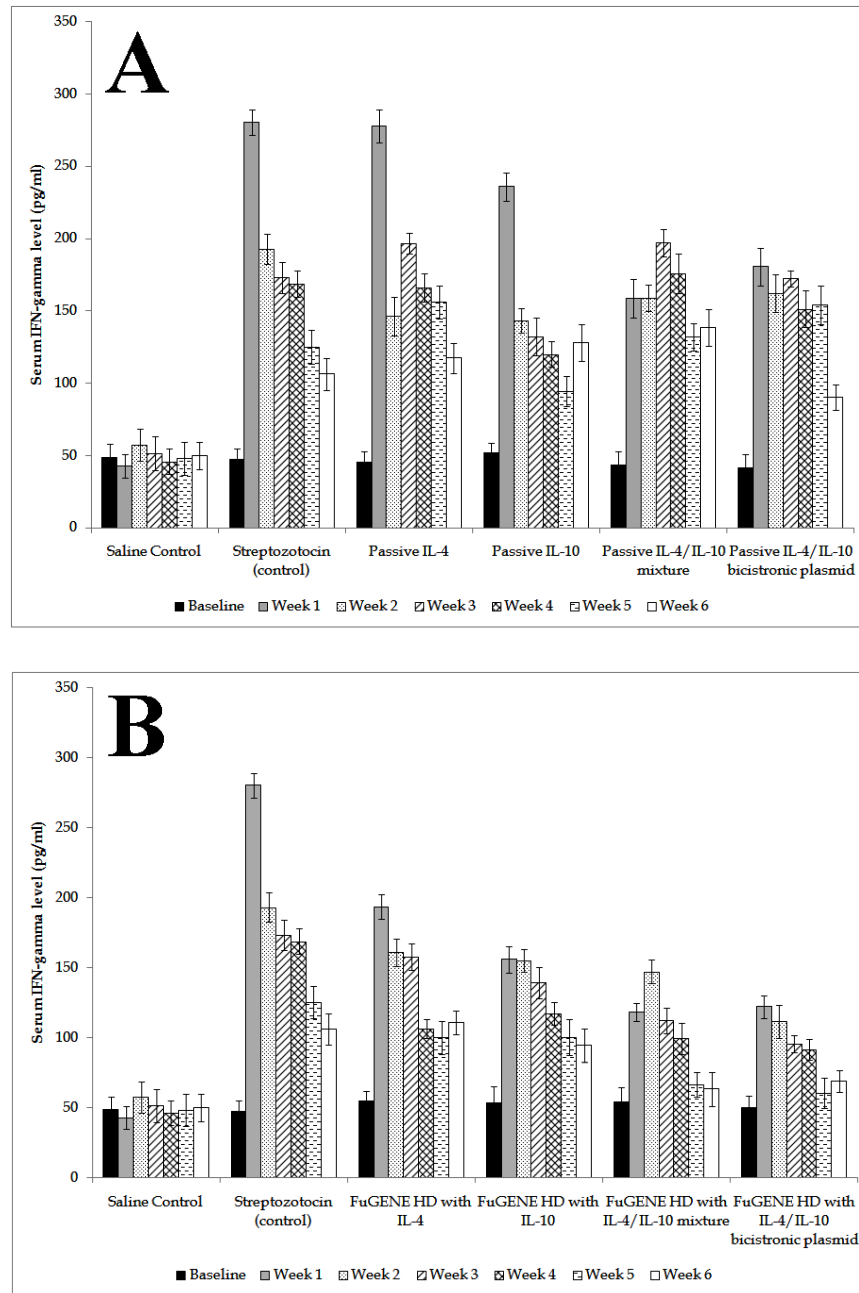 A
350
300
250
200
150
100
50
0
Serum IFN-gamma level (pg/ml)
Saline Control
Streptozotocin
(control)
Passive IL-4
Passive IL-10
Passive IL-4/IL-10
mixture
Passive IL-4/IL-10
bicistronic plasmid
Baseline Week 1 Week 2 Week 3 Week 4 Week 5 Week 6
B
350
300
250
200
150
100
50
0
Serum IFN-gamma level (pg/ml)
Saline Control
Streptozotocin
(control)
FuGENE HD with
IL-4
FuGENE HD with
IL-10
FuGENE HD with
IL-4/IL-10 mixture
FuGENE HD with
IL-4/IL-10
bicistronic plasmid
Baseline Week 1 Week 2 Week 3 Week 4 Week 5 Week 6